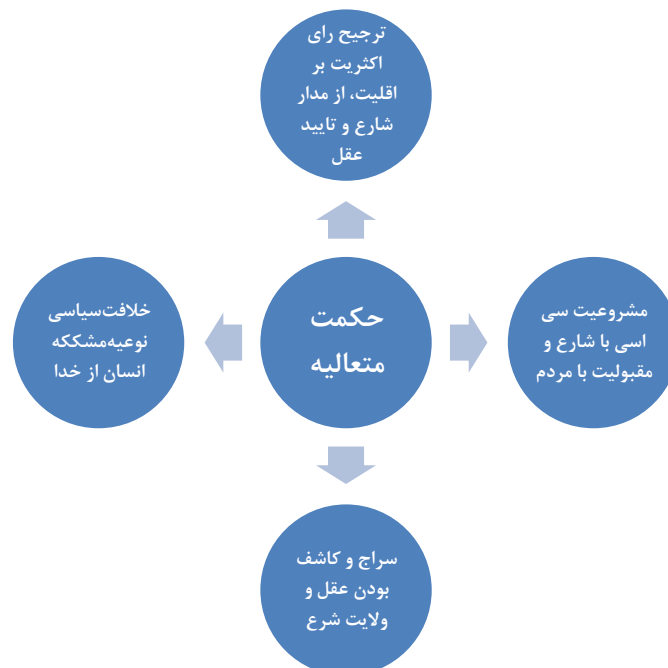 ترجیح رای
اکثریت بر
اقلیت، از مدار
شارع و تایید
عقل
مشروعیت سی
اسی با شارع و
مقبولیت با مردم
حکمت
متعالیه
خلافت‌سیاسی
نوعیه‌مشککه
انسان از خدا
سراج و کاشف
بودن عقل و
ولایت شرع